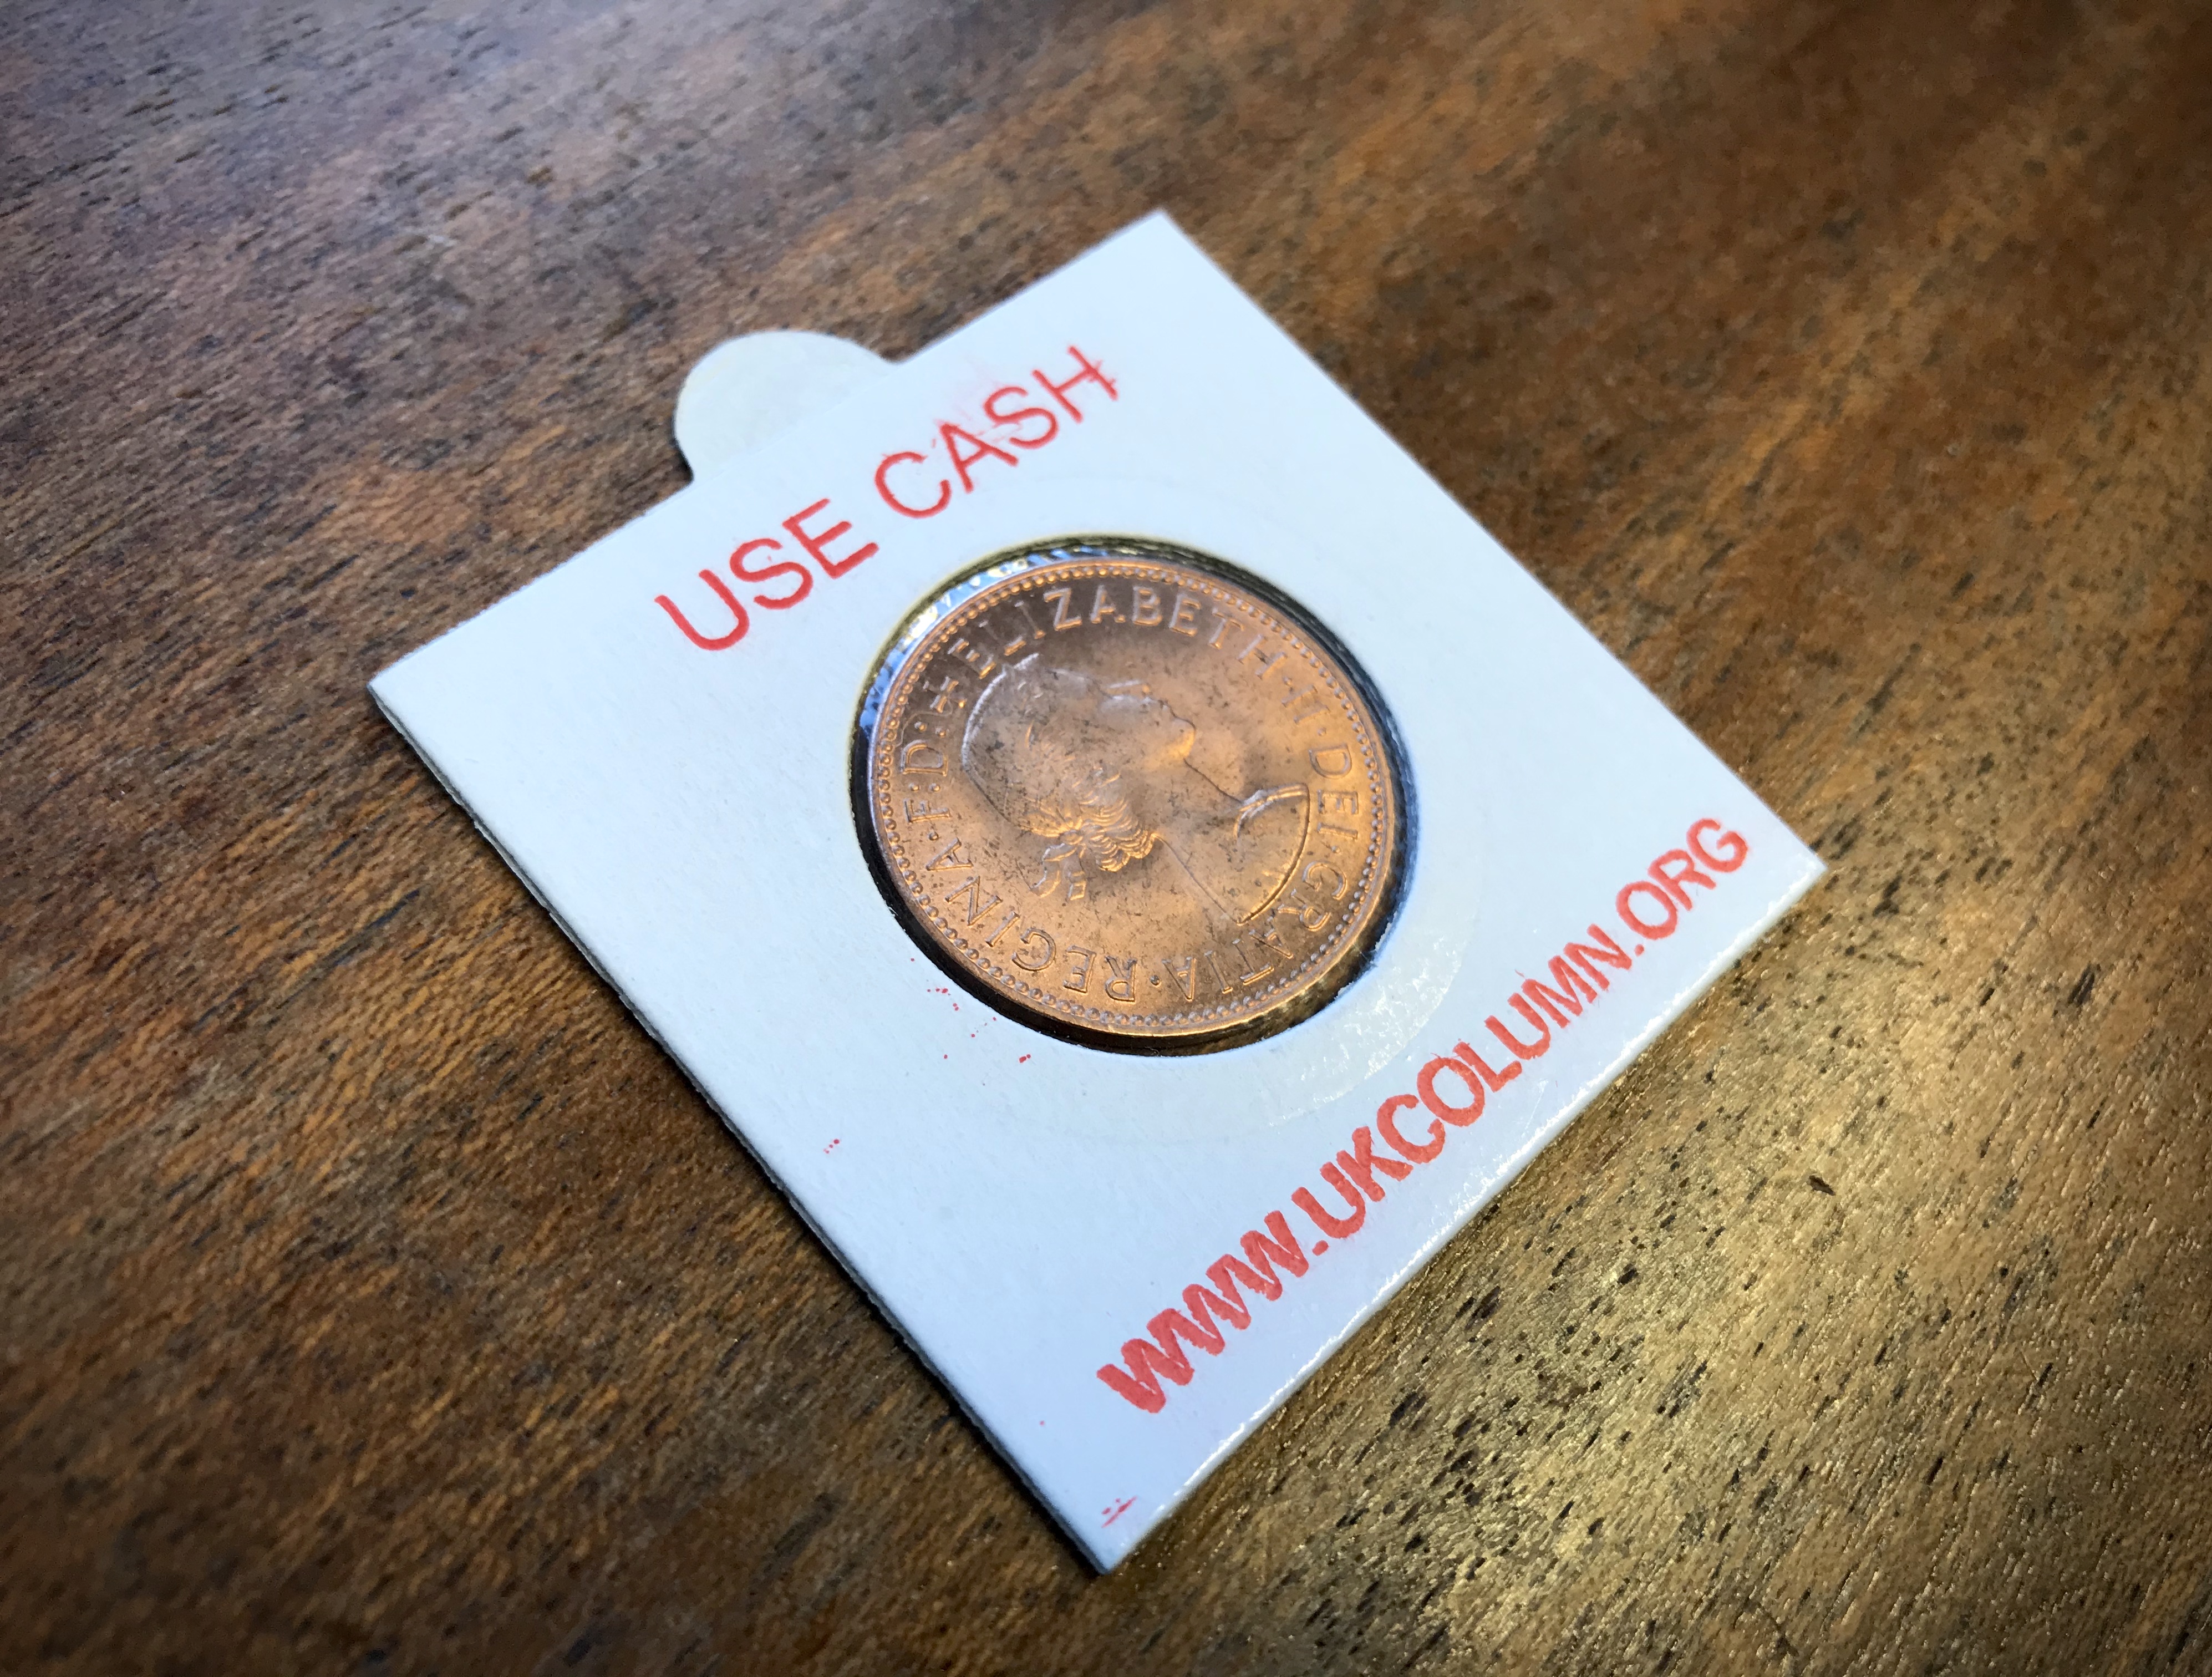 USE CASH
+ELIZABETH·II·DEI·GRATIA·REGINA·F:D:
WWW.UKCOLUMN.ORG